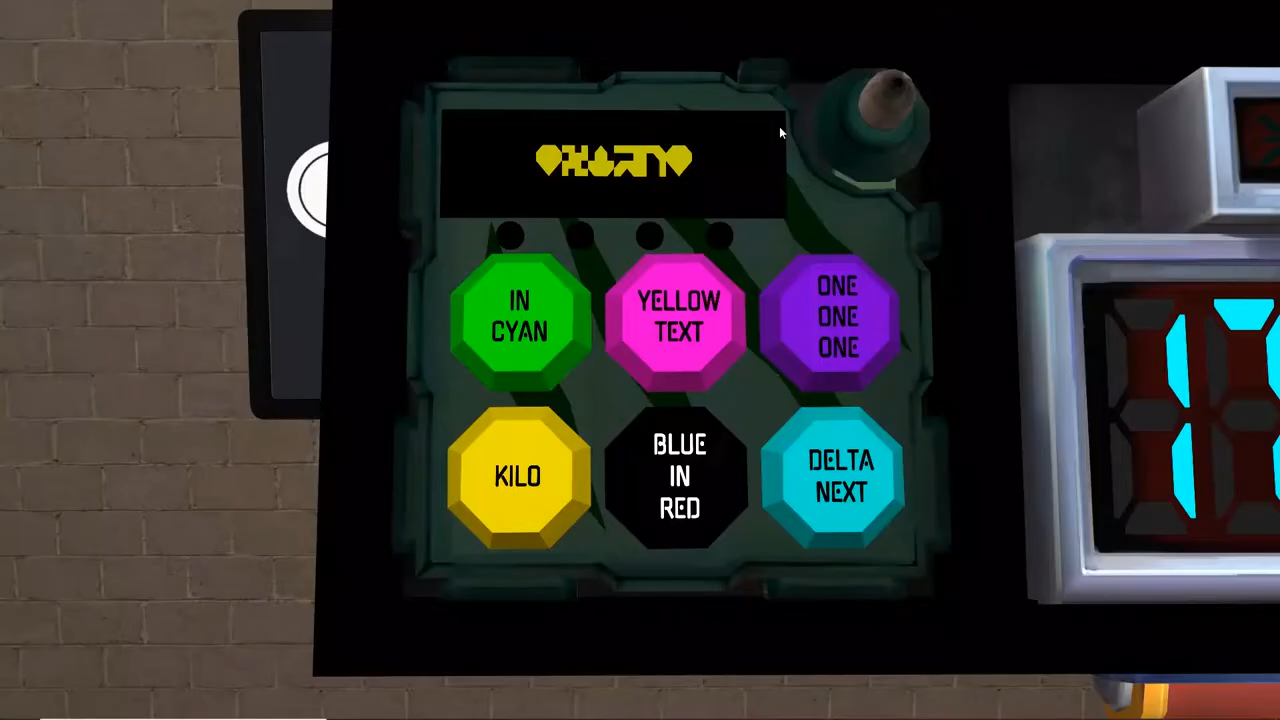 IN
CYAN
YELLOW
TEXT
ONE
ONE
ONE
KILO
BLUE
IN
RED
DELTA
NEXT